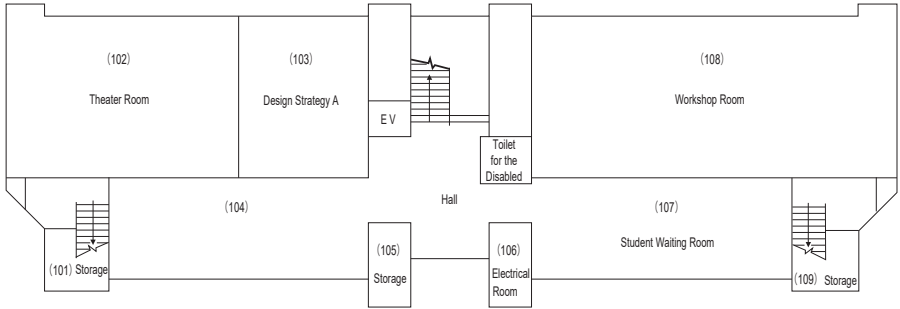 (102)
Theater Room
(103)
Design Strategy A
(108)
Workshop Room
E V
Toilet
for the
Disabled
(104)
Hall
(107)
Student Waiting Room
(101) Storage
(105)
Storage
(106)
Electrical
Room
(109) Storage